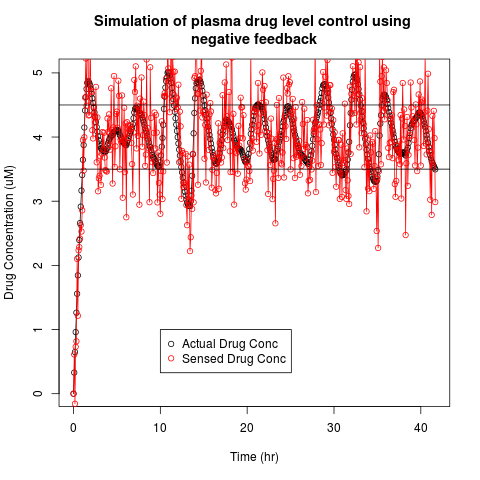 Simulation of plasma drug level control using
negative feedback
Drug Concentration (uM)
5
4
3
2
1
0
Actual Drug Conc
Sensed Drug Conc
0
10
20
30
40
Time (hr)